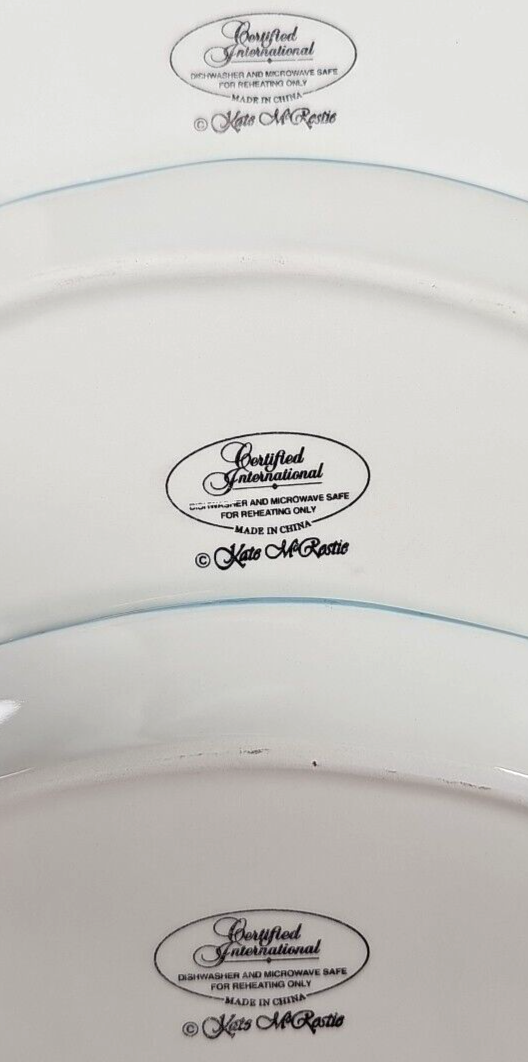 Certified
International
DISHWASHER AND MICROWAVE SAFE
FOR REHEATING ONLY
MADE IN CHINA
© Kate McRostie
Certified
International
DISHWASHER AND MICROWAVE SAFE
FOR REHEATING ONLY
MADE IN CHINA
© Kate McRostie
Certified
International
DISHWASHER AND MICROWAVE SAFE
FOR REHEATING ONLY
MADE IN CHINA
© Kate McRostie